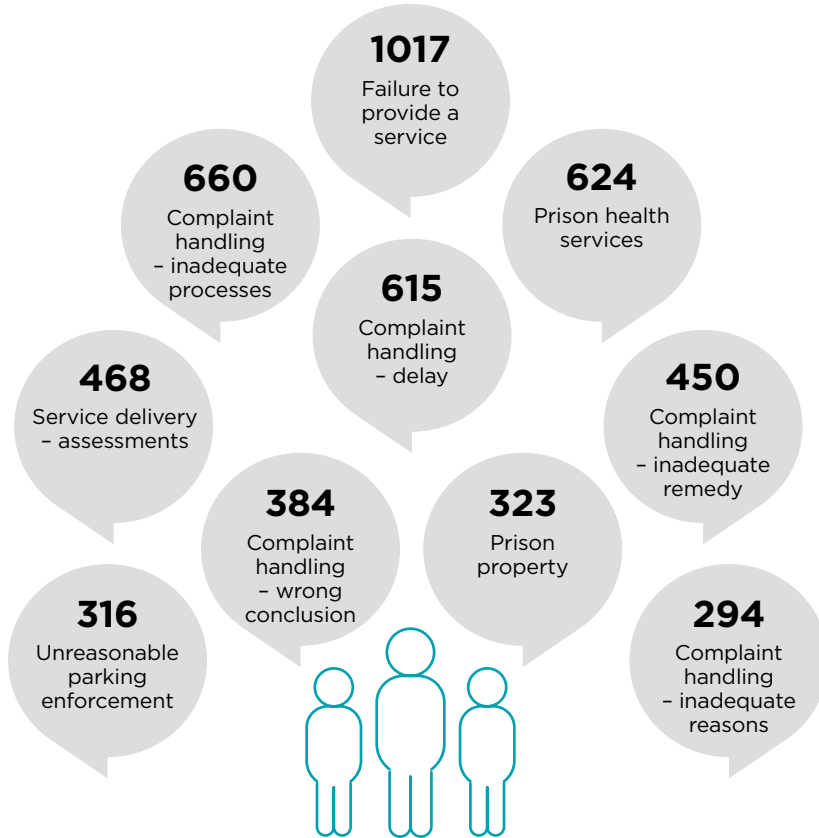 1017
Failure to
provide a
service
660
Complaint
handling
– inadequate
processes
624
Prison health
services
615
Complaint
handling
– delay
468
Service delivery
– assessments
450
Complaint
handling
– inadequate
remedy
384
Complaint
handling
– wrong
conclusion
323
Prison
property
316
Unreasonable
parking
enforcement
294
Complaint
handling
– inadequate
reasons